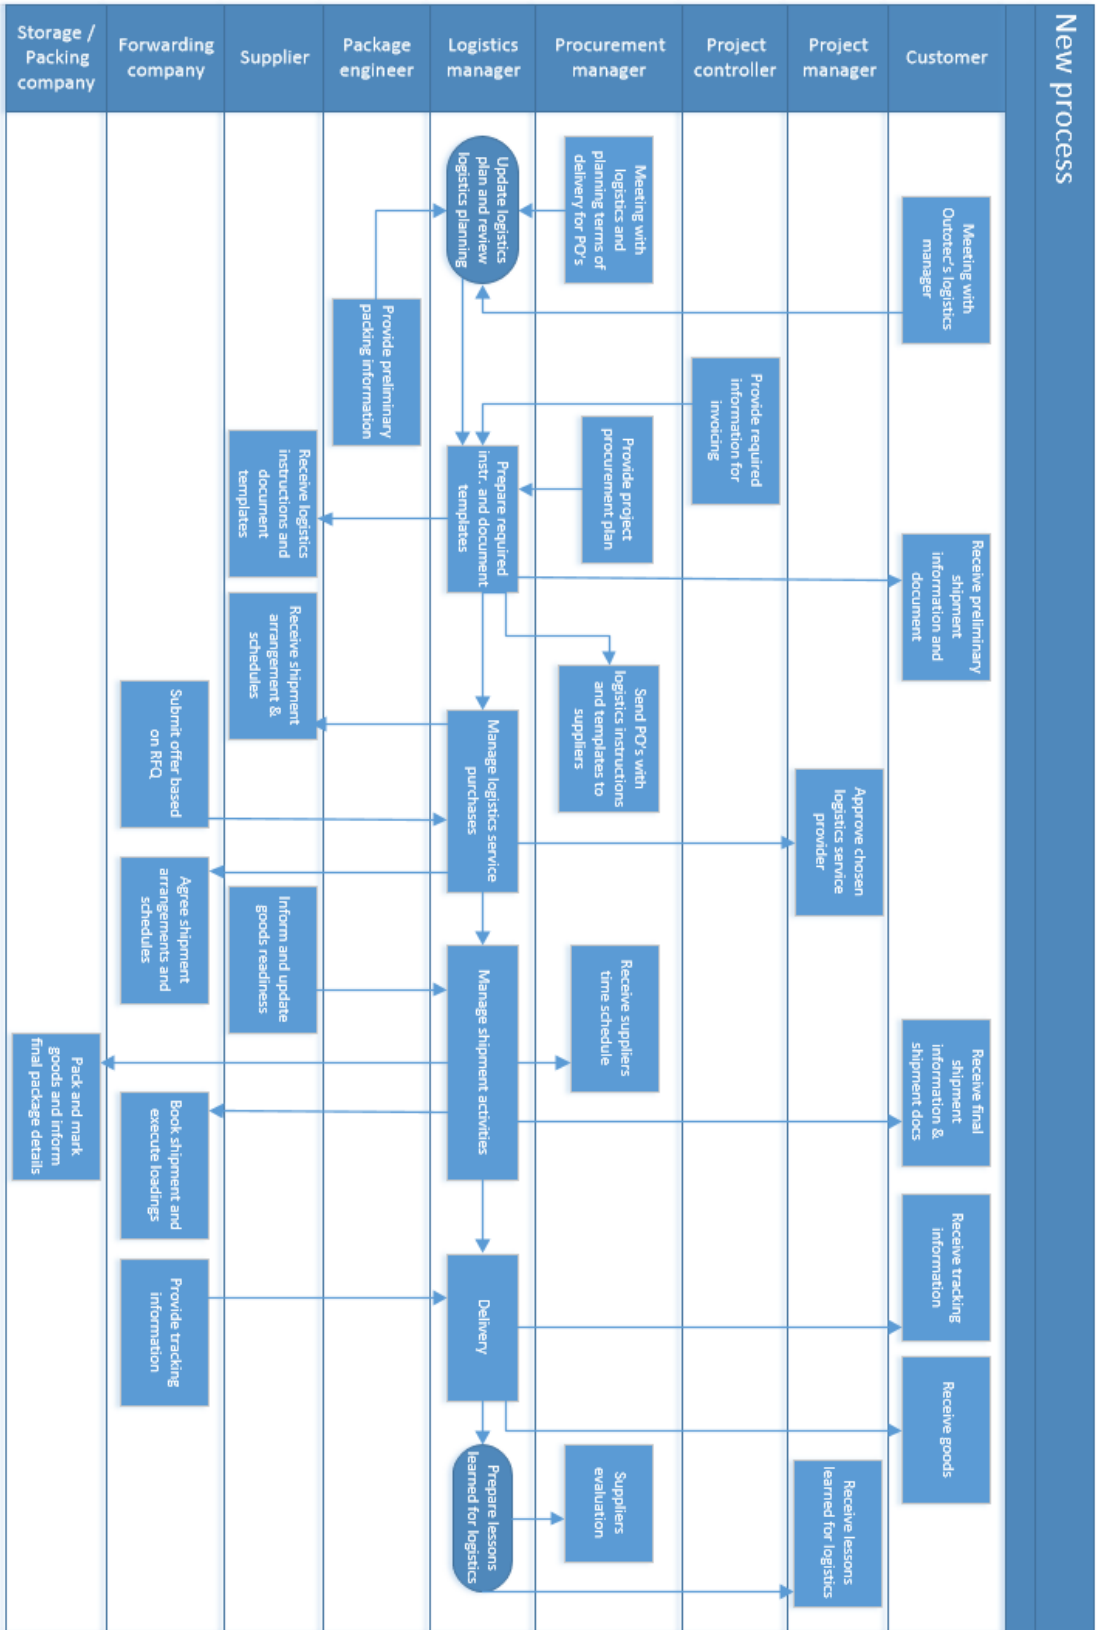 New process
Customer
Meeting with
Outotec's logistics
manager
Receive preliminary
shipment
information and
document
Receive final
shipment
information &
shipment docs
Receive tracking
information
Receive goods
Project
manager
Approve chosen
logistics service
provider
Receive lessons
learned for logistics
Project
controller
Provide required
information for
invoicing
Procurement
manager
Meeting with
logistics and
planning terms of
delivery for PO's
Provide project
procurement plan
Send PO's with
logistics instructions
and templates to
suppliers
Receive suppliers
time schedule
Suppliers
evaluation
Logistics
manager
Update logistics
plan and review
logistics planning
Prepare required
instr. and document
templates
Manage logistics service
purchases
Manage shipment activities
Delivery
Prepare lessons
learned for logistics
Package
engineer
Provide preliminary
packing information
Supplier
Receive logistics
instructions and
document
templates
Receive shipment
arrangement &
schedules
Inform and update
goods readiness
Forwarding
company
Submit offer based
on RFQ
Agree shipment
arrangements and
schedules
Book shipment and
execute loadings
Provide tracking
information
Storage /
Packing
company
Pack and mark
goods and inform
final package details